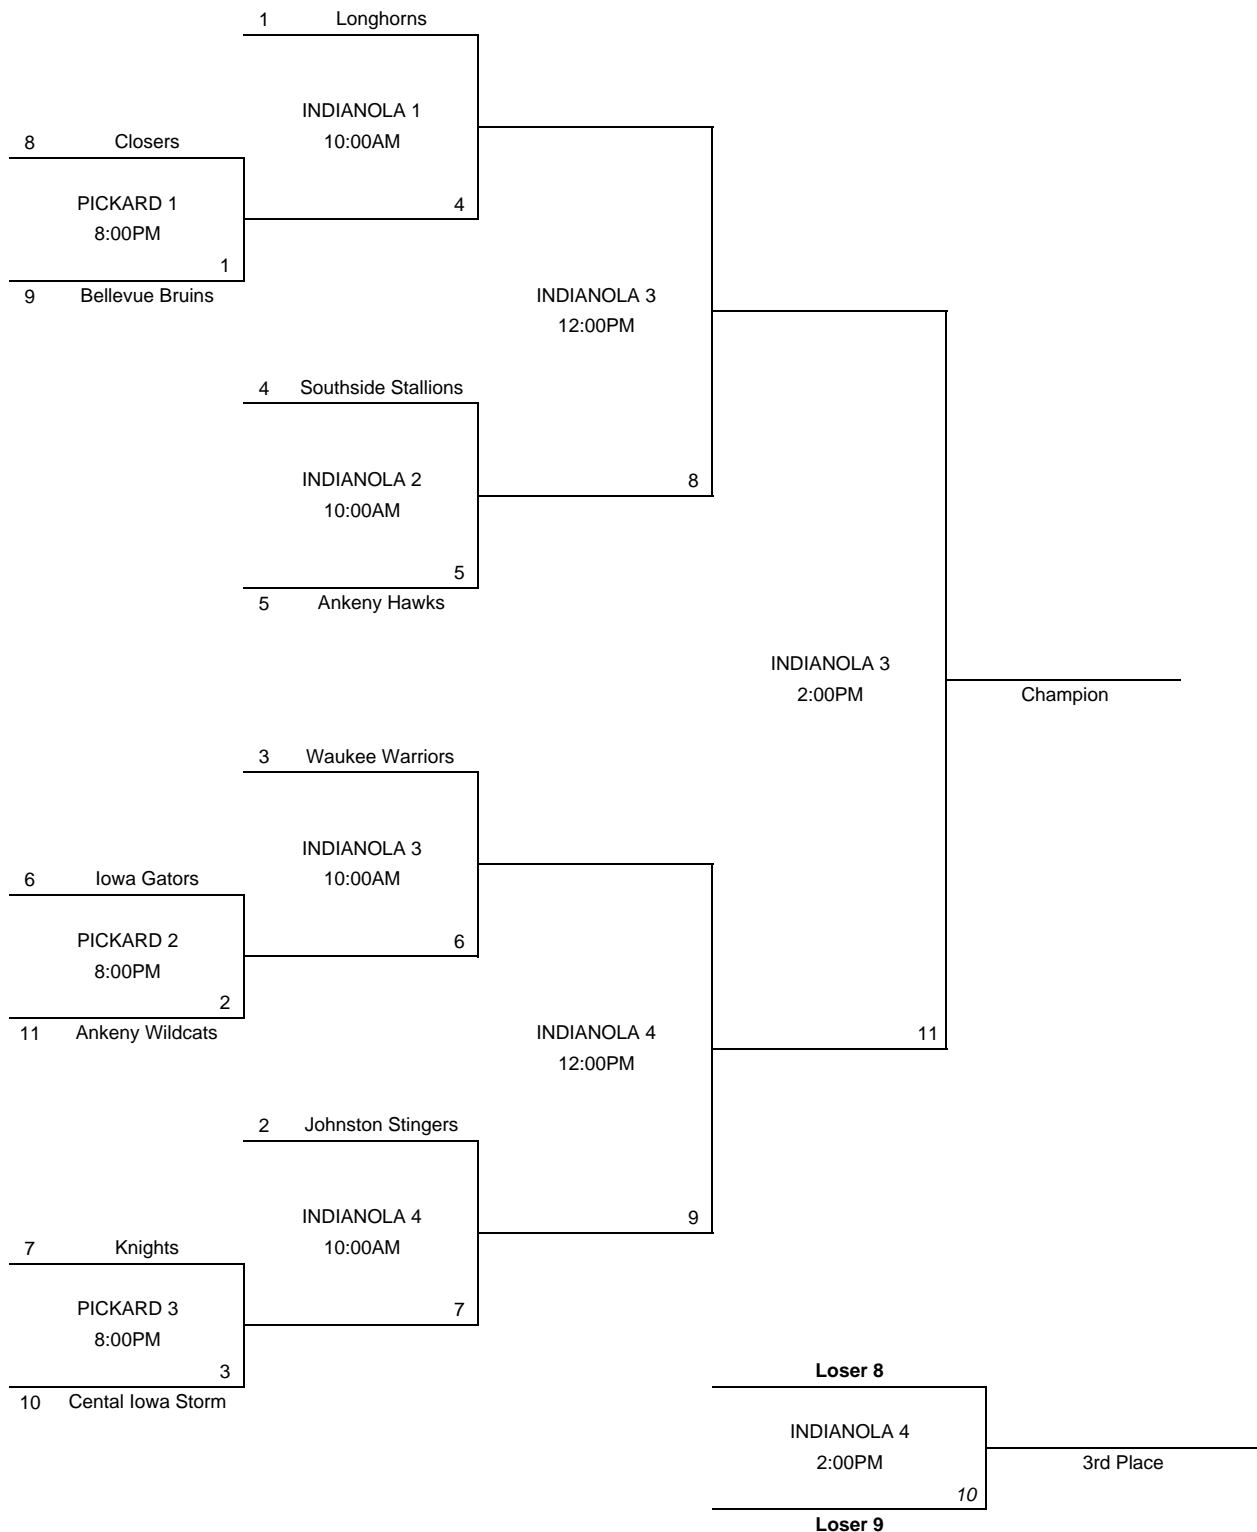 1 Longhorns
INDIANOLA 1
10:00AM
8 Closers
PICKARD 1
8:00PM
4
1
9 Bellevue Bruins
INDIANOLA 3
12:00PM
4 Southside Stallions
INDIANOLA 2
10:00AM
8
5
5 Ankeny Hawks
INDIANOLA 3
2:00PM
Champion
3 Waukee Warriors
INDIANOLA 3
10:00AM
6 Iowa Gators
PICKARD 2
8:00PM
6
2
11 Ankeny Wildcats
INDIANOLA 4
12:00PM
11
2 Johnston Stingers
INDIANOLA 4
10:00AM
9
7 Knights
PICKARD 3
8:00PM
7
3
10 Cental Iowa Storm
Loser 8
INDIANOLA 4
2:00PM
3rd Place
10
Loser 9